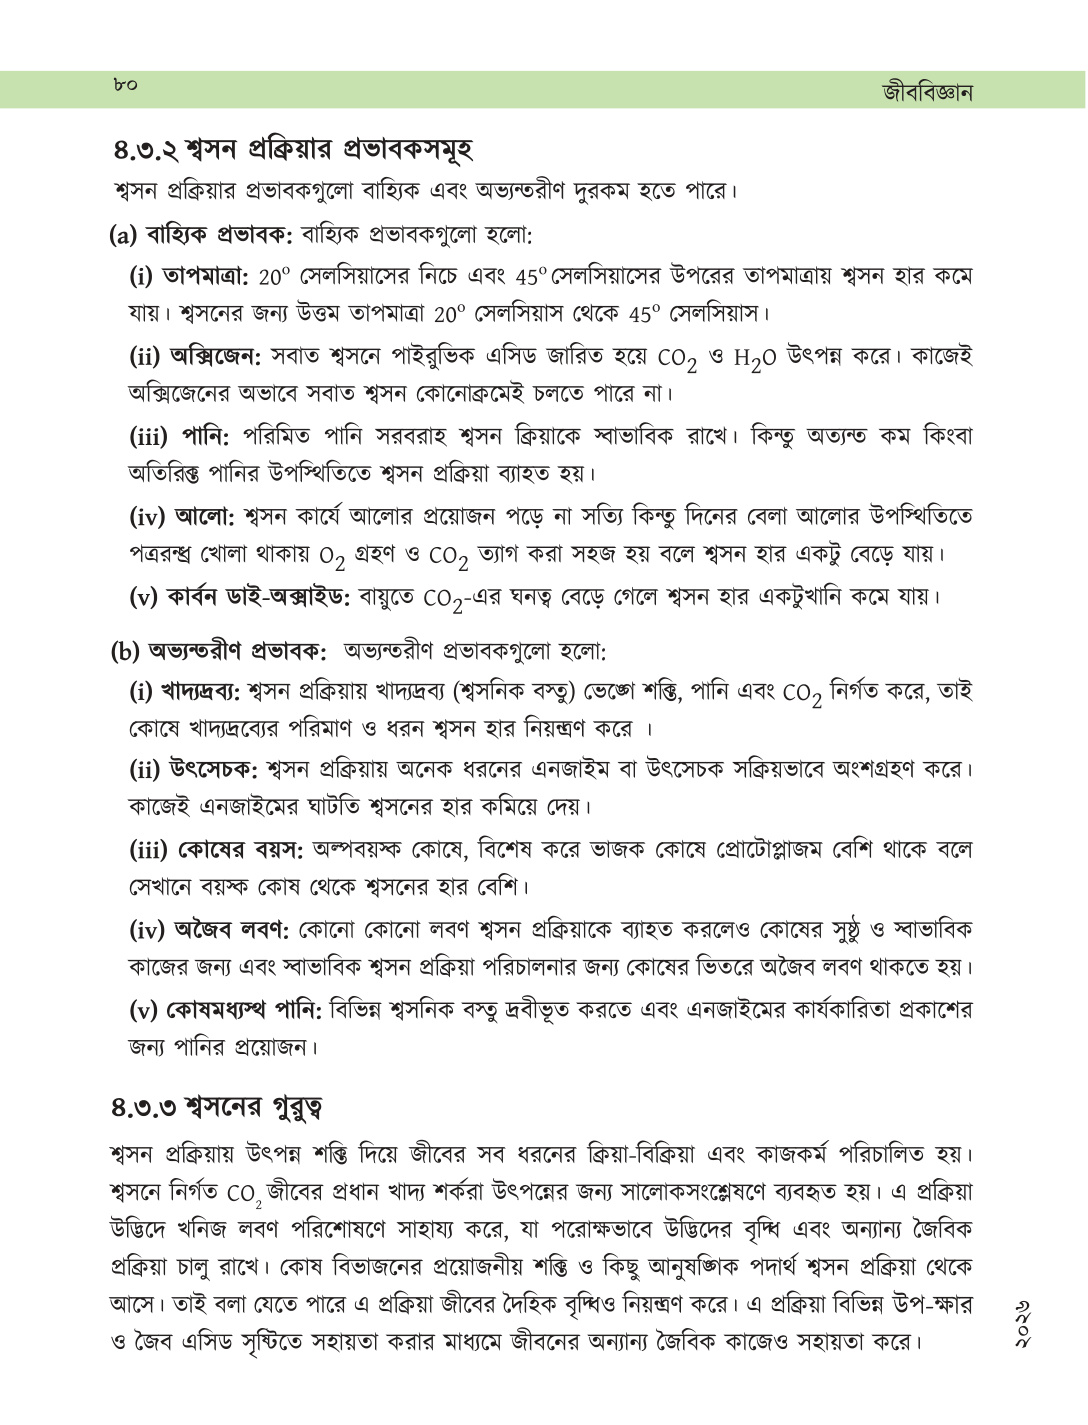 ৮০
জীববিজ্ঞান
৪.৩.২ শ্বসন প্রক্রিয়ার প্রভাবকসমূহ
শ্বসন প্রক্রিয়ার প্রভাবকগুলো বাহ্যিক এবং অভ্যন্তরীণ দুরকম হতে পারে।
(a) বাহ্যিক প্রভাবক: বাহ্যিক প্রভাবকগুলো হলো:
(i) তাপমাত্রা: 20° সেলসিয়াসের নিচে এবং 45° সেলসিয়াসের উপরের তাপমাত্রায় শ্বসন হার কমে
যায়। শ্বসনের জন্য উত্তম তাপমাত্রা 20° সেলসিয়াস থেকে 45° সেলসিয়াস।
(ii) অক্সিজেন: সবাত শ্বসনে পাইরুভিক এসিড জারিত হয়ে CO₂ ও H₂O উৎপন্ন করে। কাজেই
অক্সিজেনের অভাবে সবাত শ্বসন কোনোক্রমেই চলতে পারে না।
(iii) পানি: পরিমিত পানি সরবরাহ শ্বসন ক্রিয়াকে স্বাভাবিক রাখে। কিন্তু অত্যন্ত কম কিংবা
অতিরিক্ত পানির উপস্থিতিতে শ্বসন প্রক্রিয়া ব্যাহত হয়।
(iv) আলো: শ্বসন কার্যে আলোর প্রয়োজন পড়ে না সত্যি কিন্তু দিনের বেলা আলোর উপস্থিতিতে
পত্ররন্ধ্র খোলা থাকায় O₂ গ্রহণ ও CO₂ ত্যাগ করা সহজ হয় বলে শ্বসন হার একটু বেড়ে যায়।
(v) কার্বন ডাই-অক্সাইড: বায়ুতে CO₂-এর ঘনত্ব বেড়ে গেলে শ্বসন হার একটুখানি কমে যায়।
(b) অভ্যন্তরীণ প্রভাবক: অভ্যন্তরীণ প্রভাবকগুলো হলো:
(i) খাদ্যদ্রব্য: শ্বসন প্রক্রিয়ায় খাদ্যদ্রব্য (শ্বসনিক বস্তু) ভেঙ্গে শক্তি, পানি এবং CO₂ নির্গত করে, তাই
কোষে খাদ্যদ্রব্যের পরিমাণ ও ধরন শ্বসন হার নিয়ন্ত্রণ করে ।
(ii) উৎসেচক: শ্বসন প্রক্রিয়ায় অনেক ধরনের এনজাইম বা উৎসেচক সক্রিয়ভাবে অংশগ্রহণ করে।
কাজেই এনজাইমের ঘাটতি শ্বসনের হার কমিয়ে দেয়।
(iii) কোষের বয়স: অল্পবয়স্ক কোষে, বিশেষ করে ভাজক কোষে প্রোটোপ্লাজম বেশি থাকে বলে
সেখানে বয়স্ক কোষ থেকে শ্বসনের হার বেশি।
(iv) অজৈব লবণ: কোনো কোনো লবণ শ্বসন প্রক্রিয়াকে ব্যাহত করলেও কোষের সুষ্ঠু ও স্বাভাবিক
কাজের জন্য এবং স্বাভাবিক শ্বসন প্রক্রিয়া পরিচালনার জন্য কোষের ভিতরে অজৈব লবণ থাকতে হয়।
(v) কোষমধ্যস্থ পানি: বিভিন্ন শ্বসনিক বস্তু দ্রবীভূত করতে এবং এনজাইমের কার্যকারিতা প্রকাশের
জন্য পানির প্রয়োজন।
৪.৩.৩ শ্বসনের গুরুত্ব
শ্বসন প্রক্রিয়ায় উৎপন্ন শক্তি দিয়ে জীবের সব ধরনের ক্রিয়া-বিক্রিয়া এবং কাজকর্ম পরিচালিত হয়।
শ্বসনে নির্গত CO₂ জীবের প্রধান খাদ্য শর্করা উৎপন্নের জন্য সালোকসংশ্লেষণে ব্যবহৃত হয়। এ প্রক্রিয়া
উদ্ভিদে খনিজ লবণ পরিশোষণে সাহায্য করে, যা পরোক্ষভাবে উদ্ভিদের বৃদ্ধি এবং অন্যান্য জৈবিক
প্রক্রিয়া চালু রাখে। কোষ বিভাজনের প্রয়োজনীয় শক্তি ও কিছু আনুষঙ্গিক পদার্থ শ্বসন প্রক্রিয়া থেকে
আসে। তাই বলা যেতে পারে এ প্রক্রিয়া জীবের দৈহিক বৃদ্ধিও নিয়ন্ত্রণ করে। এ প্রক্রিয়া বিভিন্ন উপ-ক্ষার
ও জৈব এসিড সৃষ্টিতে সহায়তা করার মাধ্যমে জীবনের অন্যান্য জৈবিক কাজেও সহায়তা করে।
২০২৬